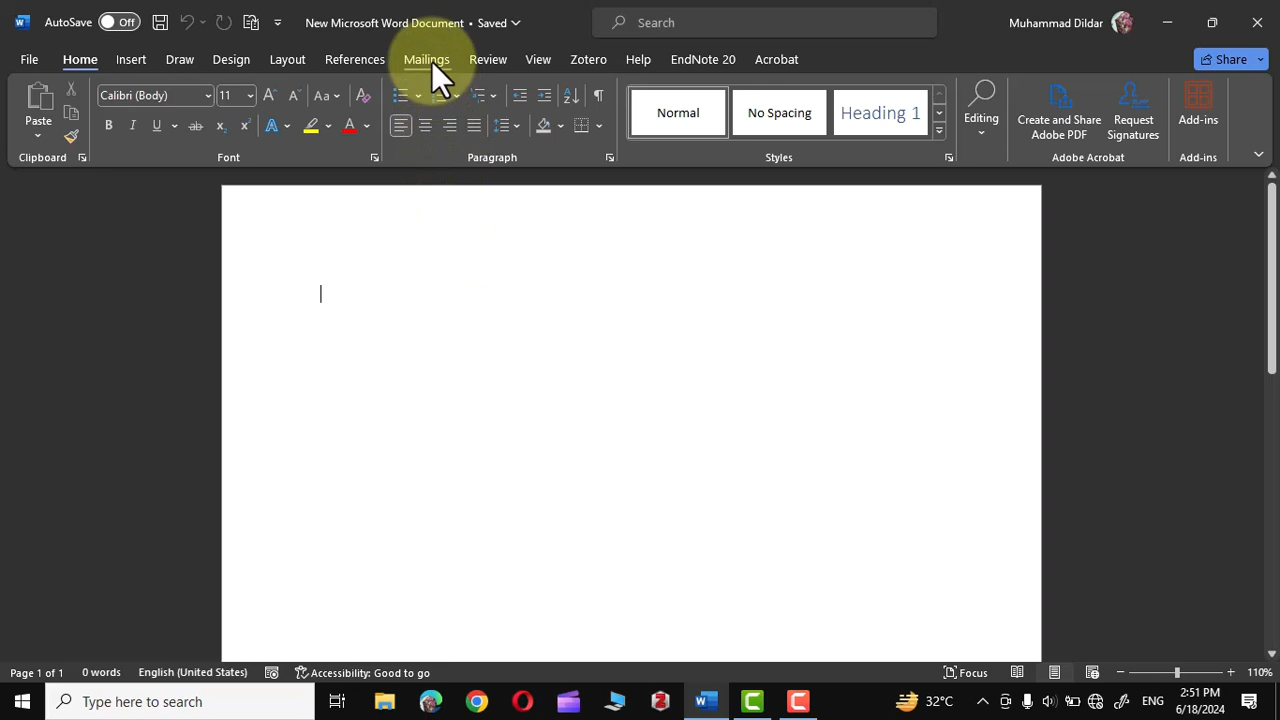 AutoSave Off New Microsoft Word Document • Saved Search Muhammad Dildar
File Home Insert Draw Design Layout References Mailings Review View Zotero Help EndNote 20 Acrobat Share
Calibri (Body) 11 Aa
Paste
B I U ab x₂ x² A A
Normal No Spacing Heading 1
Editing
Create and Share Adobe PDF
Request Signatures
Add-ins
Clipboard Font Paragraph Styles Adobe Acrobat Add-ins
Page 1 of 1 0 words English (United States) Accessibility: Good to go Focus 110%
Type here to search 32°C ENG 2:51 PM
6/18/2024